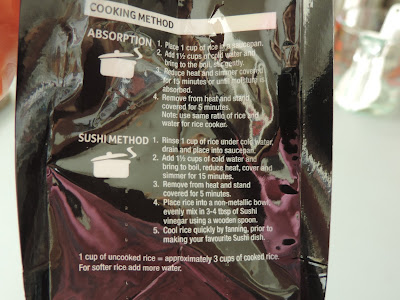 COOKING METHOD
ABSORPTION
1. Place 1 cup of rice in a saucepan.
2. Add 1½ cups of cold water and
bring to the boil, stir gently.
3. Reduce heat and simmer covered
for 15 minutes or until moisture is
absorbed.
4. Remove from heat and stand
covered for 5 minutes.
Note: use same ratio of rice and
water for rice cooker.
SUSHI METHOD
1. Rinse 1 cup of rice under cold water,
drain and place into saucepan.
2. Add 1½ cups of cold water and
bring to boil, reduce heat, cover and
simmer for 15 minutes.
3. Remove from heat and stand
covered for 5 minutes.
4. Place rice into a non-metallic bowl,
evenly mix in 3-4 tbsp of Sushi
vinegar using a wooden spoon.
5. Cool rice quickly by fanning, prior to
making your favourite Sushi dish.
1 cup of uncooked rice = approximately 3 cups of cooked rice.
For softer rice add more water.